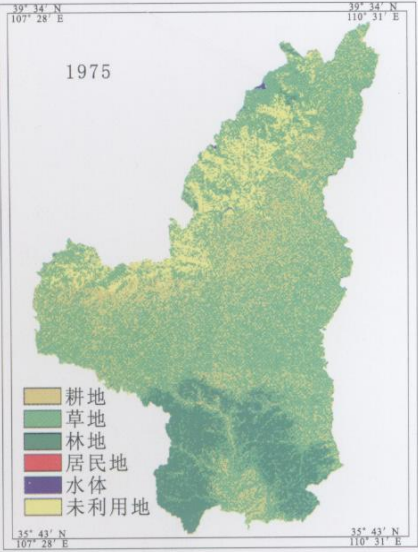 39° 34′ N 39° 34′ N
107° 28′ E 110° 31′ E
1975
耕地
草地
林地
居民地
水体
未利用地
35° 43′ N 35° 43′ N
107° 28′ E 110° 31′ E